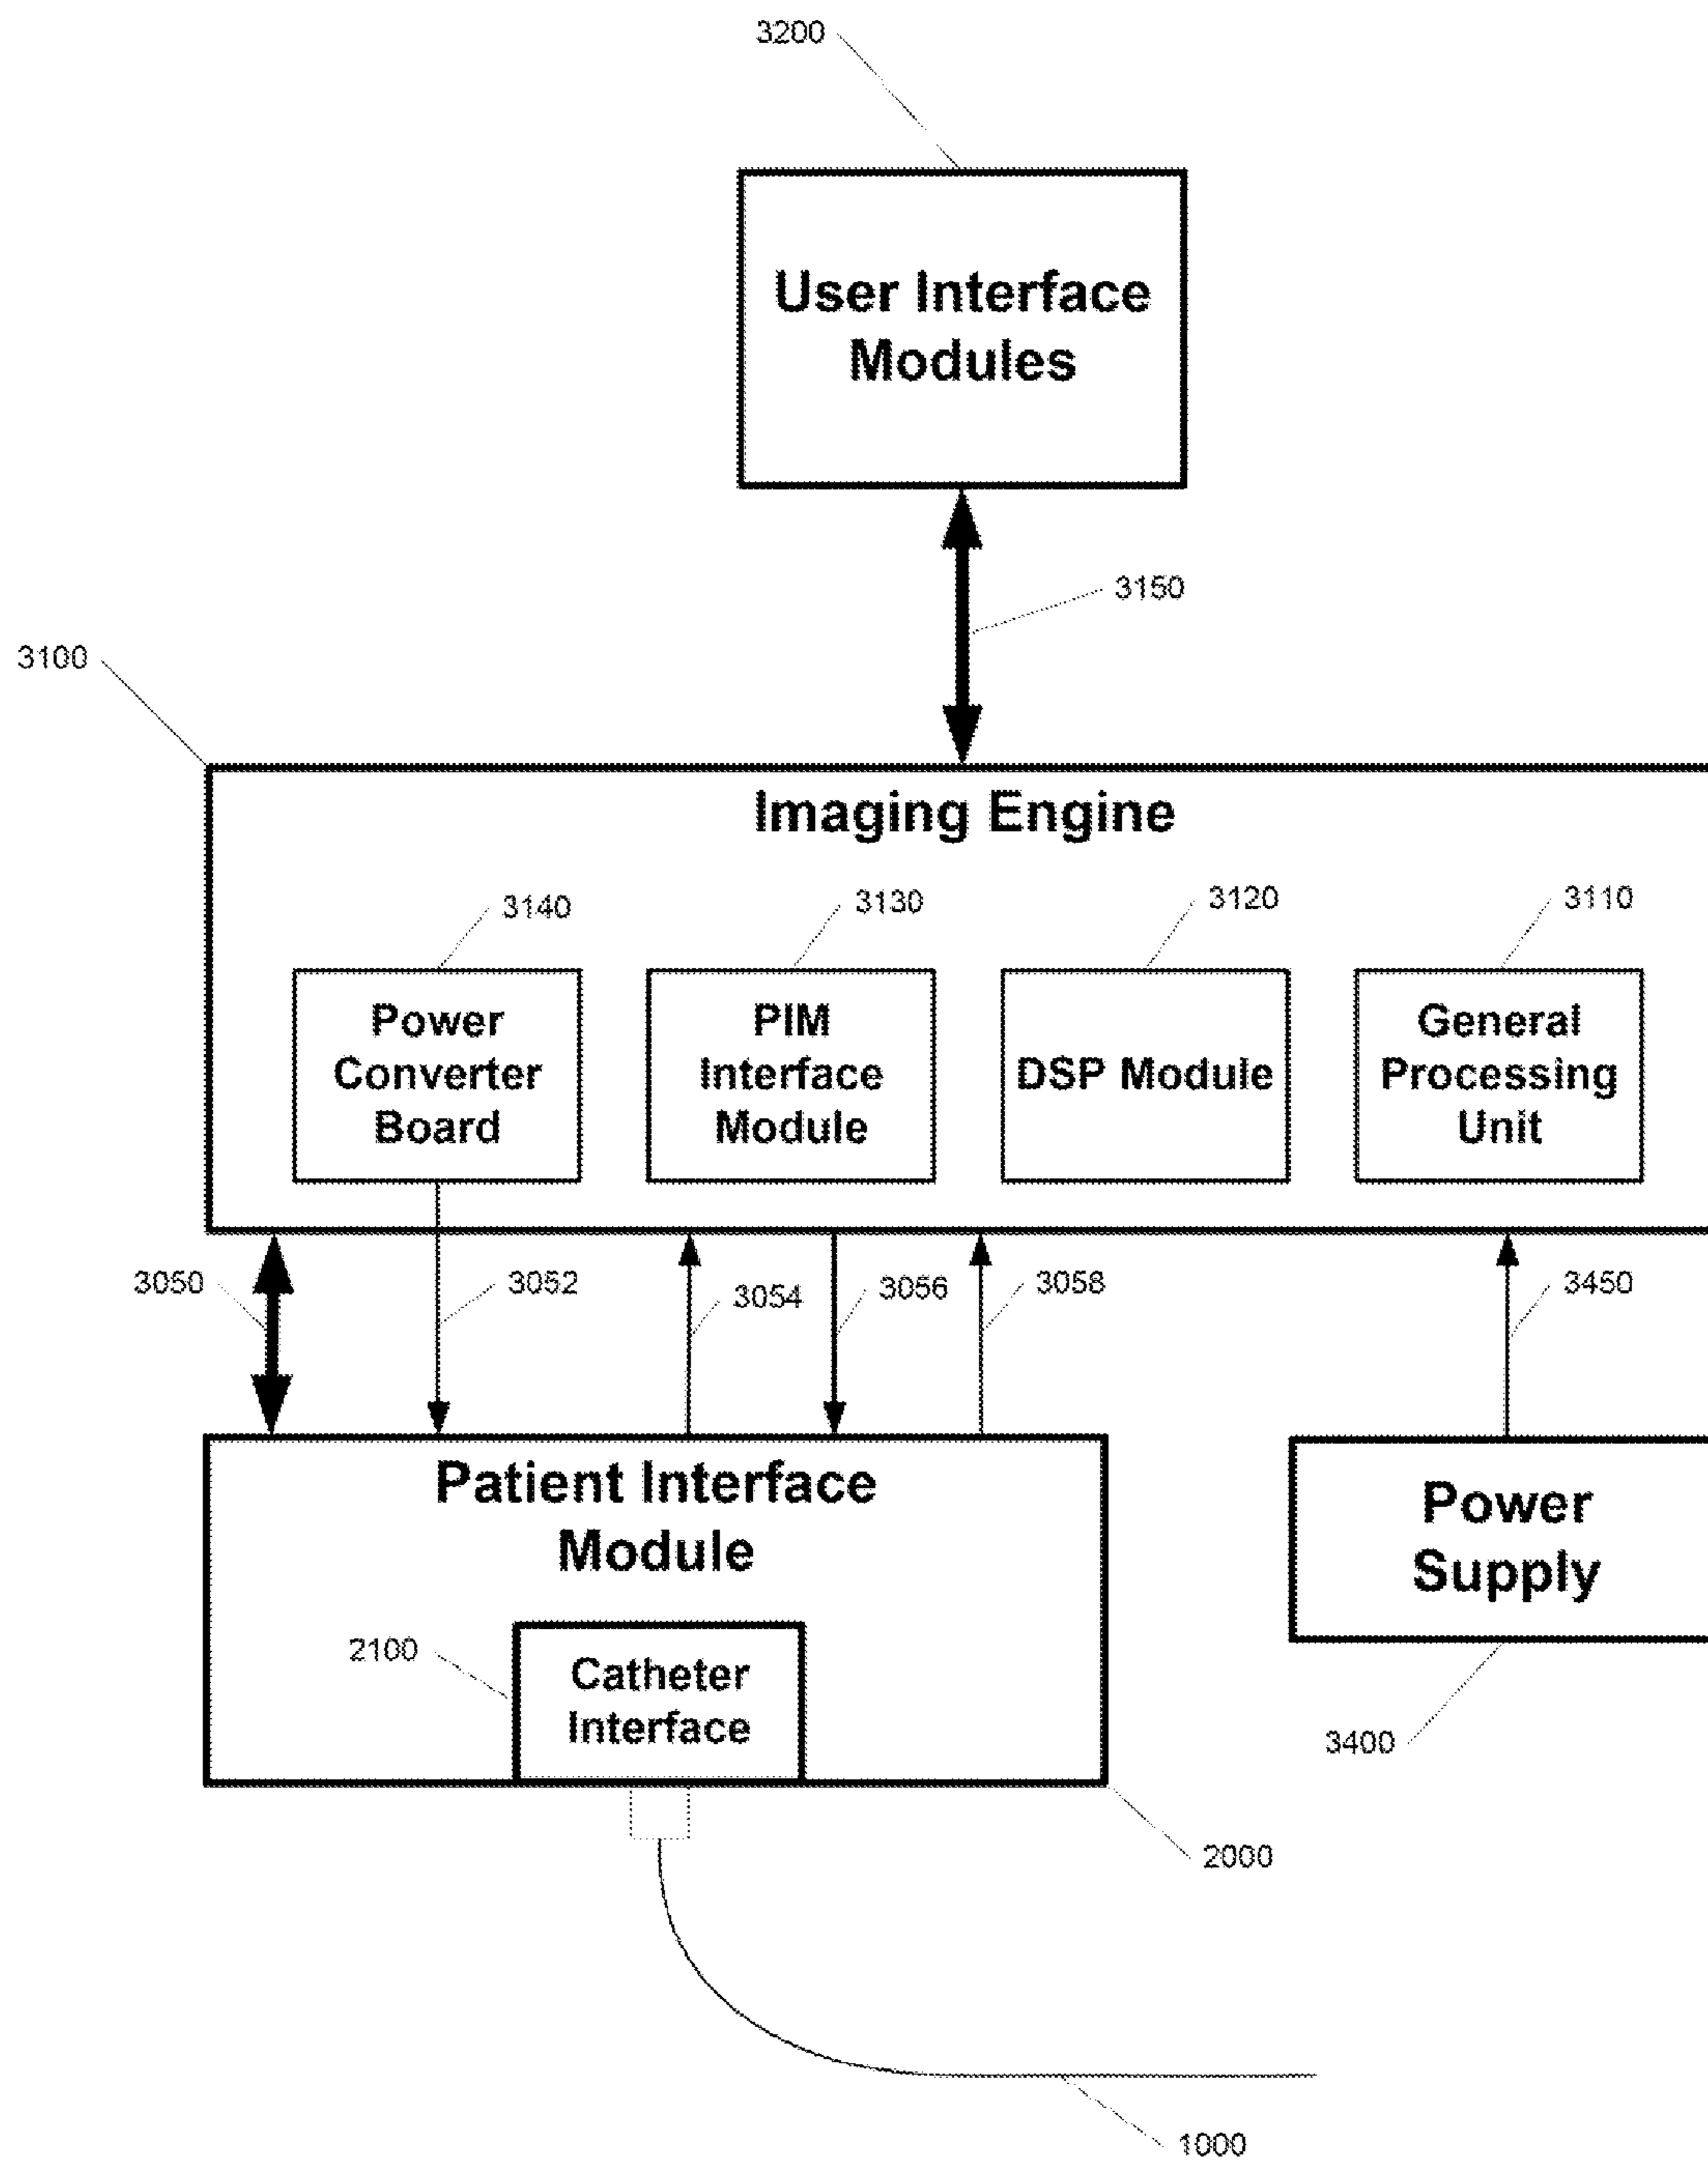 3200
User Interface
Modules
3150
3100
Imaging Engine
3140
3130
3120
3110
Power
Converter
Board
PIM
Interface
Module
DSP Module
General
Processing
Unit
3050
3052
3054
3056
3058
3450
Patient Interface
Module
Power
Supply
2100
Catheter
Interface
3400
2000
1000